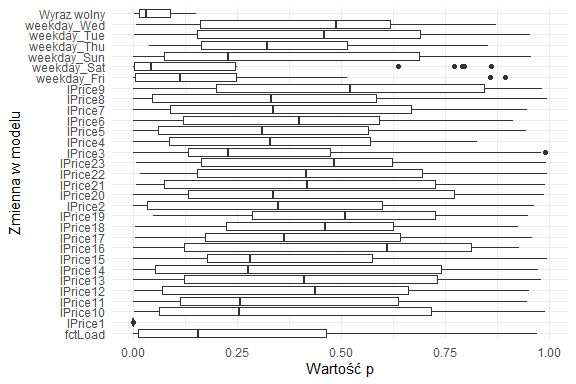 Zmienna w modelu
Wyraz wolny
weekday_Wed
weekday_Tue
weekday_Thu
weekday_Sun
weekday_Sat
weekday_Fri
lPrice9
lPrice8
lPrice7
lPrice6
lPrice5
lPrice4
lPrice3
lPrice23
lPrice22
lPrice21
lPrice20
lPrice2
lPrice19
lPrice18
lPrice17
lPrice16
lPrice15
lPrice14
lPrice13
lPrice12
lPrice11
lPrice10
lPrice1
fctLoad
0.00 0.25 0.50 0.75 1.00
Wartość p